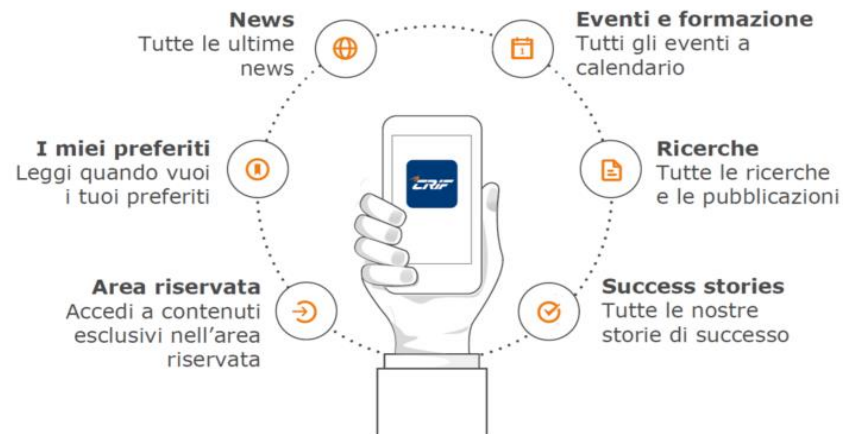 News
Tutte le ultime
news
Eventi e formazione
Tutti gli eventi a
calendario
I miei preferiti
Leggi quando vuoi
i tuoi preferiti
Ricerche
Tutte le ricerche
e le pubblicazioni
Area riservata
Accedi a contenuti
esclusivi nell'area
riservata
Success stories
Tutte le nostre
storie di successo
CRIF
1